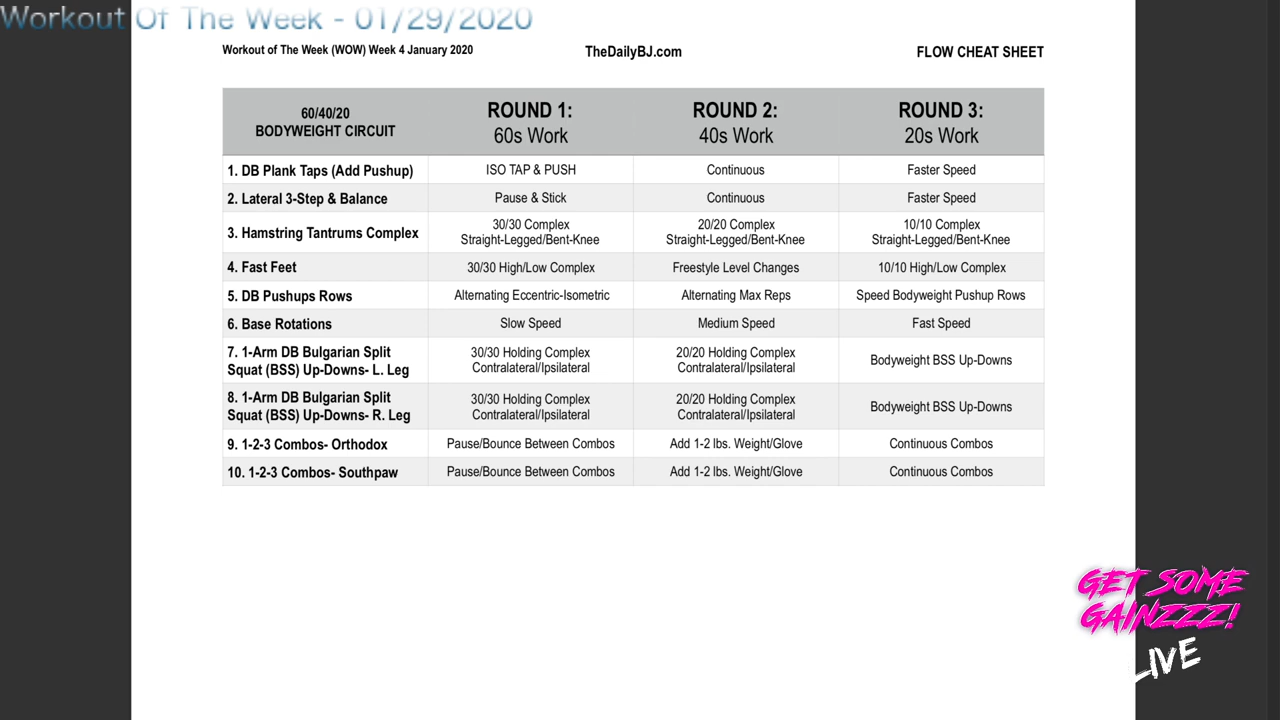 Workout Of The Week - 01/29/2020
Workout of The Week (WOW) Week 4 January 2020 TheDailyBJ.com FLOW CHEAT SHEET
60/40/20
BODYWEIGHT CIRCUIT
ROUND 1:
60s Work
ROUND 2:
40s Work
ROUND 3:
20s Work
1. DB Plank Taps (Add Pushup) ISO TAP & PUSH Continuous Faster Speed
2. Lateral 3-Step & Balance Pause & Stick Continuous Faster Speed
3. Hamstring Tantrums Complex
30/30 Complex
Straight-Legged/Bent-Knee
20/20 Complex
Straight-Legged/Bent-Knee
10/10 Complex
Straight-Legged/Bent-Knee
4. Fast Feet 30/30 High/Low Complex Freestyle Level Changes 10/10 High/Low Complex
5. DB Pushups Rows Alternating Eccentric-Isometric Alternating Max Reps Speed Bodyweight Pushup Rows
6. Base Rotations Slow Speed Medium Speed Fast Speed
7. 1-Arm DB Bulgarian Split
Squat (BSS) Up-Downs- L. Leg
30/30 Holding Complex
Contralateral/Ipsilateral
20/20 Holding Complex
Contralateral/Ipsilateral
Bodyweight BSS Up-Downs
8. 1-Arm DB Bulgarian Split
Squat (BSS) Up-Downs- R. Leg
30/30 Holding Complex
Contralateral/Ipsilateral
20/20 Holding Complex
Contralateral/Ipsilateral
Bodyweight BSS Up-Downs
9. 1-2-3 Combos- Orthodox Pause/Bounce Between Combos Add 1-2 lbs. Weight/Glove Continuous Combos
10. 1-2-3 Combos- Southpaw Pause/Bounce Between Combos Add 1-2 lbs. Weight/Glove Continuous Combos
GET SOME
GAINZZZ!
LIVE